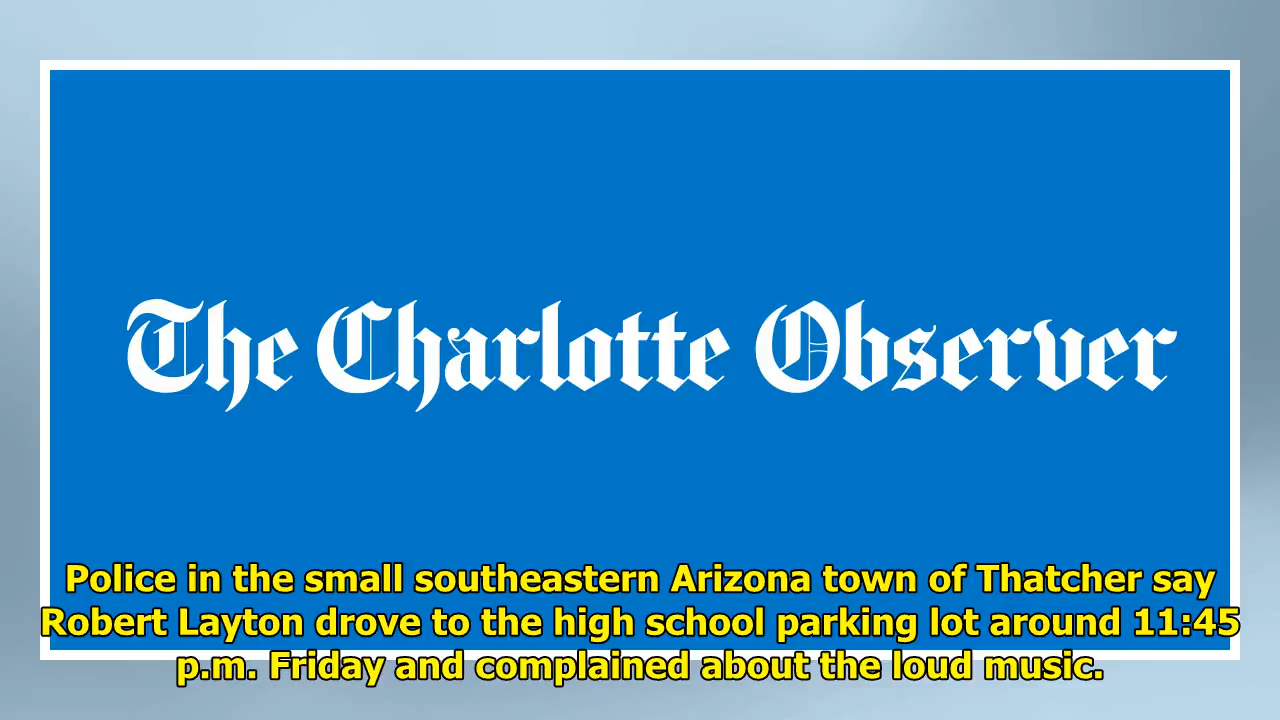 The Charlotte Observer
Police in the small southeastern Arizona town of Thatcher say
Robert Layton drove to the high school parking lot around 11:45
p.m. Friday and complained about the loud music.